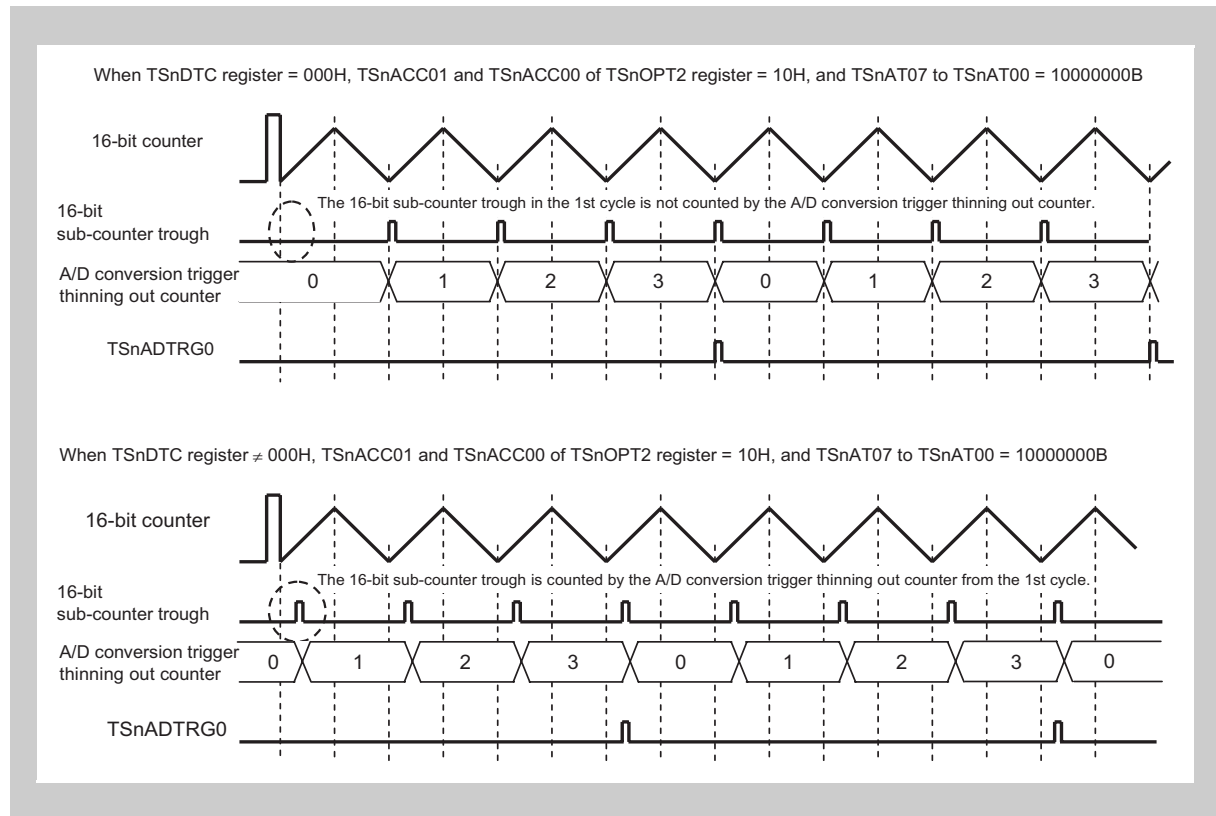 When TSnDTC register = 000H, TSnACC01 and TSnACC00 of TSnOPT2 register = 10H, and TSnAT07 to TSnAT00 = 10000000B
16-bit counter
The 16-bit sub-counter trough in the 1st cycle is not counted by the A/D conversion trigger thinning out counter.
16-bit
sub-counter trough
A/D conversion trigger
thinning out counter
0 1 2 3 0 1 2 3
TSnADTRG0
When TSnDTC register ≠ 000H, TSnACC01 and TSnACC00 of TSnOPT2 register = 10H, and TSnAT07 to TSnAT00 = 10000000B
16-bit counter
The 16-bit sub-counter trough is counted by the A/D conversion trigger thinning out counter from the 1st cycle.
16-bit
sub-counter trough
A/D conversion trigger
thinning out counter
0 1 2 3 0 1 2 3 0
TSnADTRG0